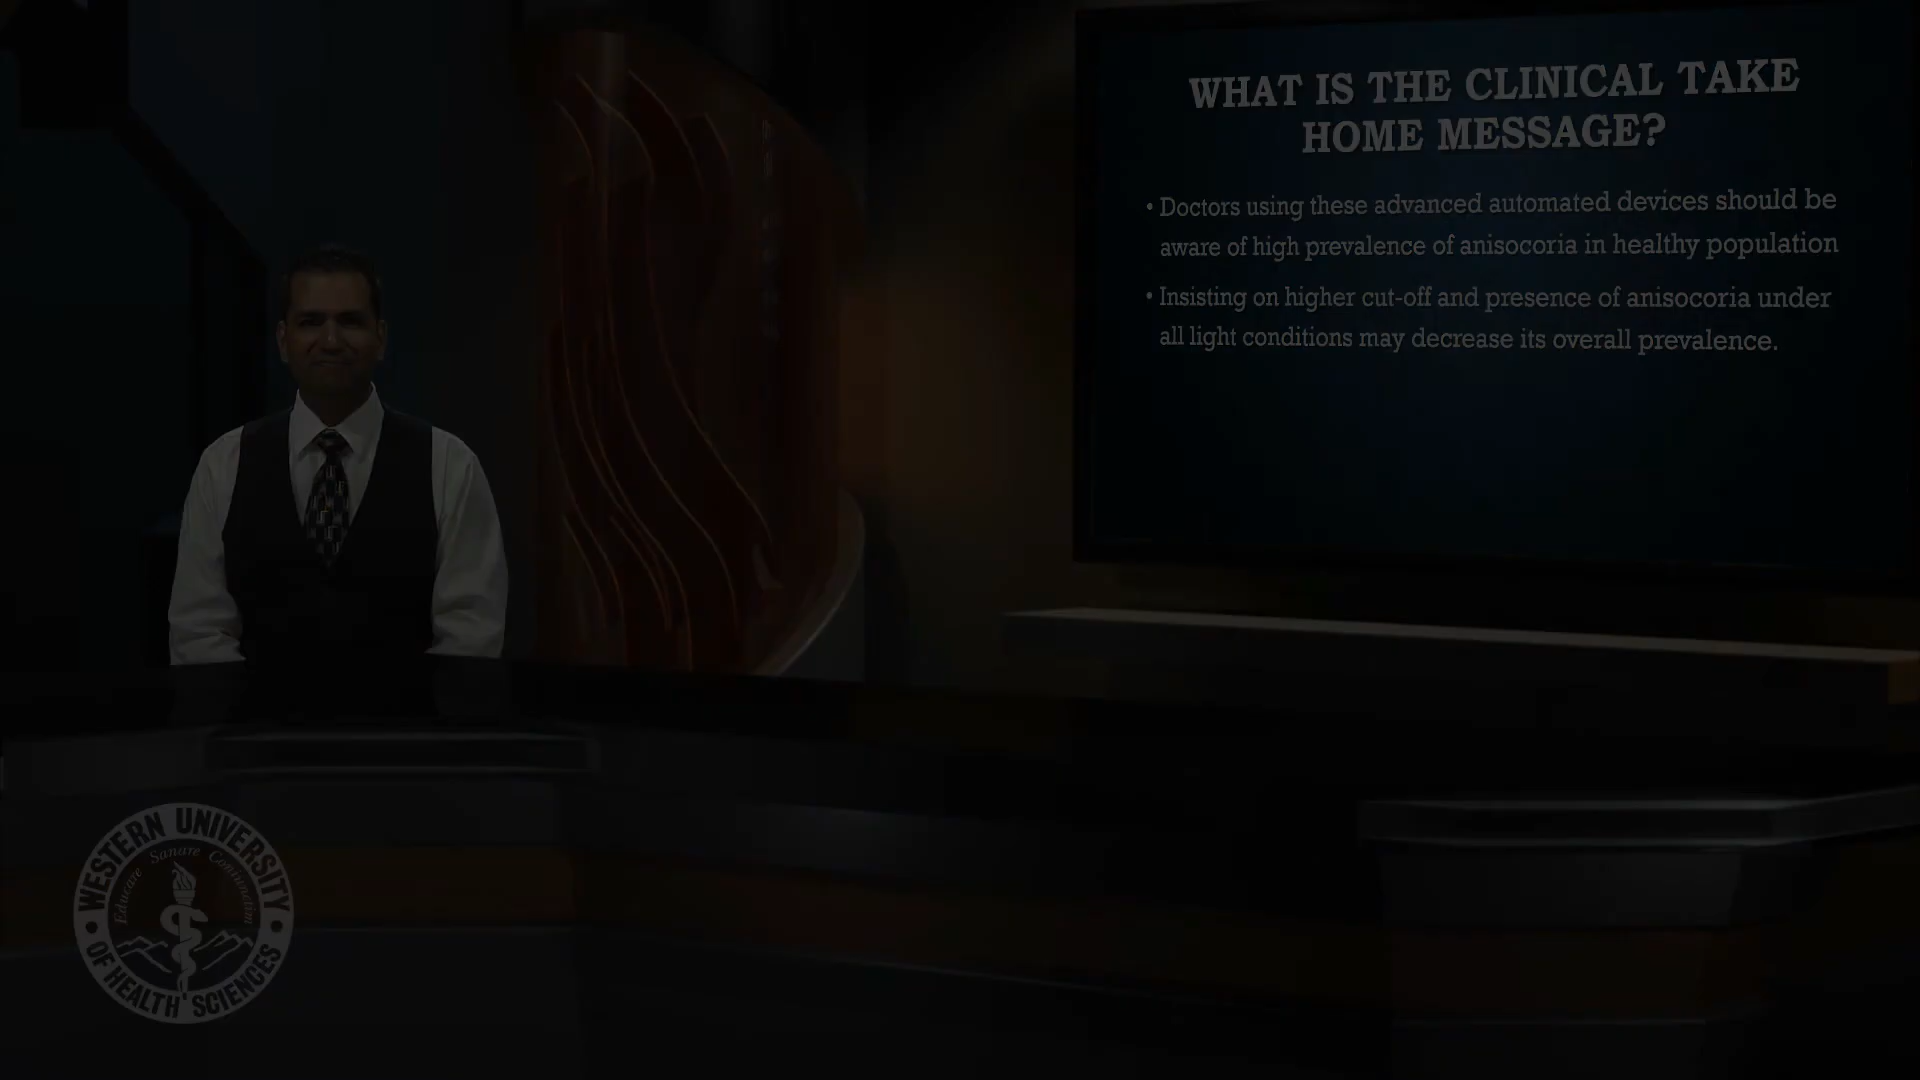 WHAT IS THE CLINICAL TAKE
HOME MESSAGE?
• Doctors using these advanced automated devices should be
aware of high prevalence of anisocoria in healthy population
• Insisting on higher cut-off and presence of anisocoria under
all light conditions may decrease its overall prevalence.
WESTERN UNIVERSITY
Educare Sanare Coniunctim
OF HEALTH SCIENCES